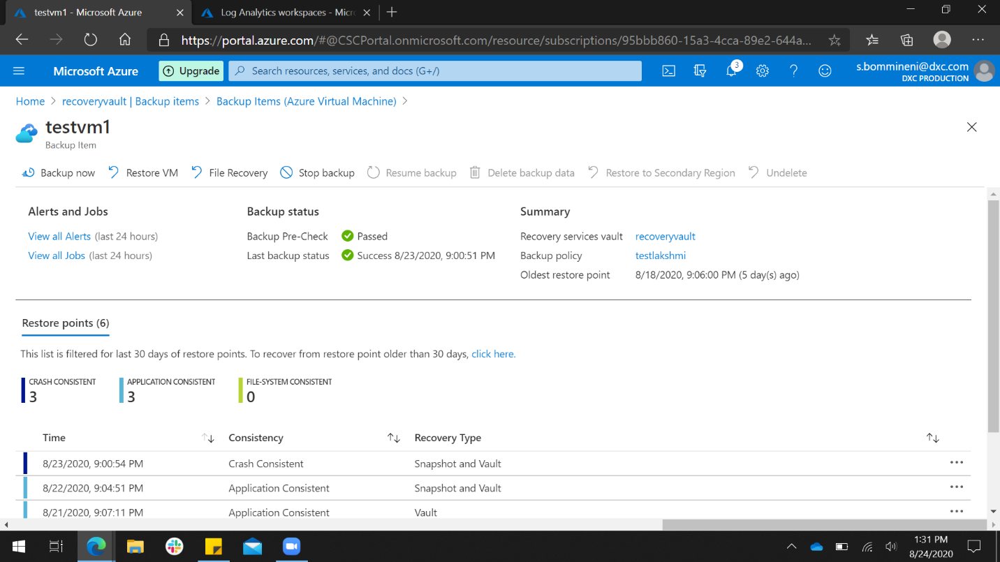 testvm1 - Microsoft Azure
Log Analytics workspaces - Micr
https://portal.azure.com/#@CSCPortal.onmicrosoft.com/resource/subscriptions/95bbb860-15a3-4cca-89e2-644a...
Microsoft Azure
Upgrade
Search resources, services, and docs (G+/)
3
s.bommineni@dxc.com
DXC PRODUCTION
Home > recoveryvault | Backup items > Backup Items (Azure Virtual Machine) >
testvm1
Backup Item
Backup now Restore VM File Recovery Stop backup Resume backup Delete backup data Restore to Secondary Region Undelete
Alerts and Jobs Backup status Summary
View all Alerts (last 24 hours) Backup Pre-Check Passed Recovery services vault recoveryvault
View all Jobs (last 24 hours) Last backup status Success 8/23/2020, 9:00:51 PM Backup policy testlakshmi
Oldest restore point 8/18/2020, 9:06:00 PM (5 day(s) ago)
Restore points (6)
This list is filtered for last 30 days of restore points. To recover from restore point older than 30 days, click here.
CRASH CONSISTENT APPLICATION CONSISTENT FILE-SYSTEM CONSISTENT
3 3 0
Time Consistency Recovery Type
8/23/2020, 9:00:54 PM Crash Consistent Snapshot and Vault
8/22/2020, 9:04:51 PM Application Consistent Snapshot and Vault
8/21/2020, 9:07:11 PM Application Consistent Vault
1:31 PM
8/24/2020